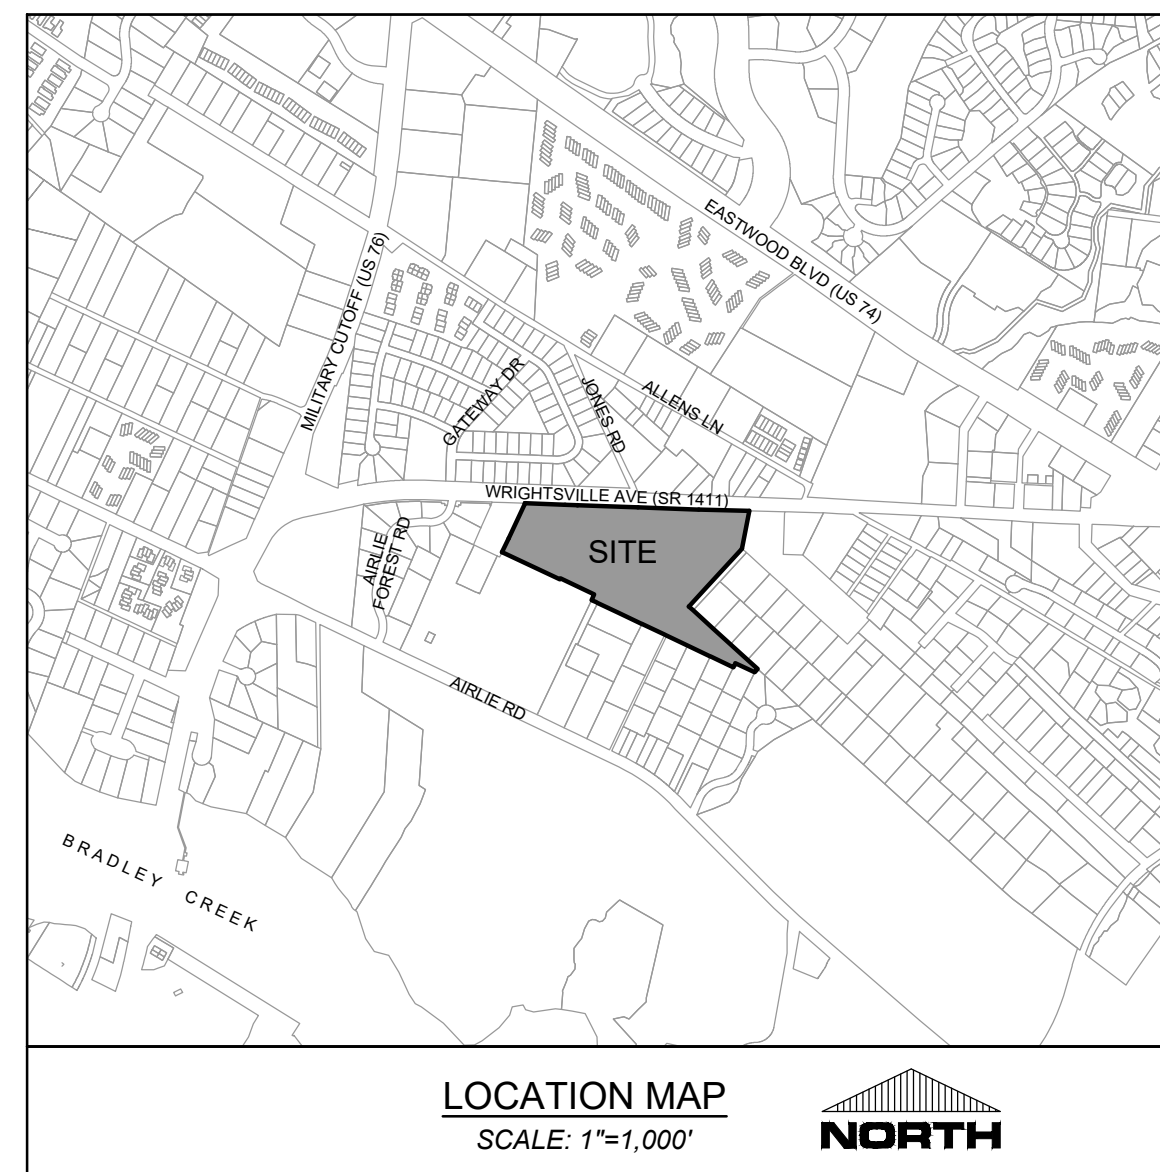 EASTWOOD BLVD (US 74)
MILITARY CUTOFF (US 76)
GATEWAY DR
JONES RD
ALLENS LN
WRIGHTSVILLE AVE (SR 1411)
SITE
AIRLIE
FOREST RD
AIRLIE RD
BRADLEY CREEK
LOCATION MAP
SCALE: 1"=1,000'
NORTH